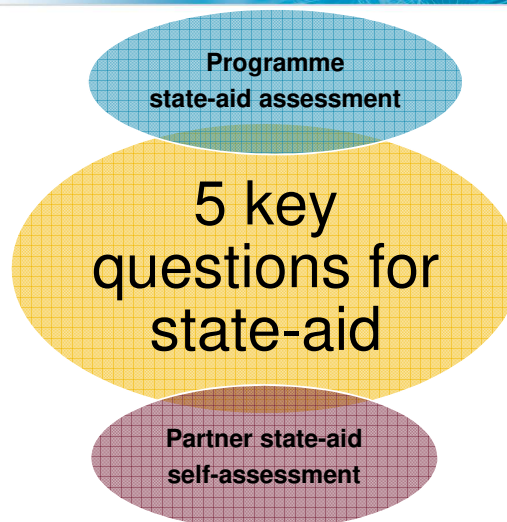 Programme
state-aid assessment
5 key
questions for
state-aid
Partner state-aid
self-assessment